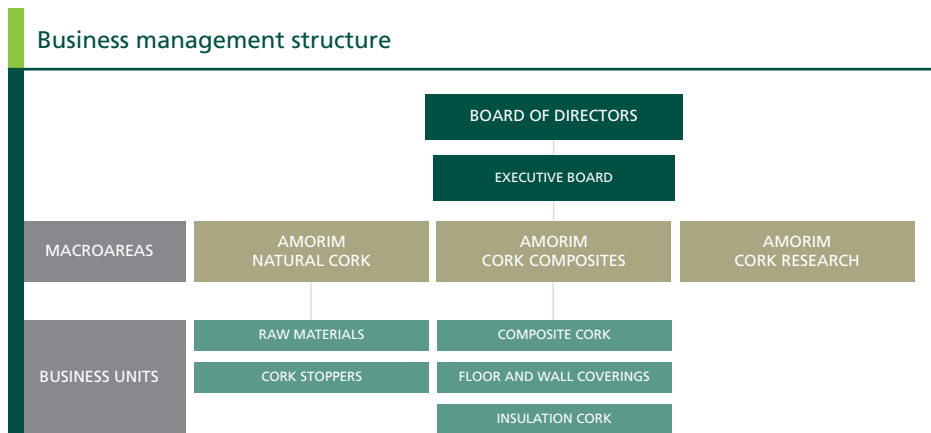 Business management structure
BOARD OF DIRECTORS
EXECUTIVE BOARD
MACROAREAS
AMORIM
NATURAL CORK
AMORIM
CORK COMPOSITES
AMORIM
CORK RESEARCH
BUSINESS UNITS
RAW MATERIALS
CORK STOPPERS
COMPOSITE CORK
FLOOR AND WALL COVERINGS
INSULATION CORK